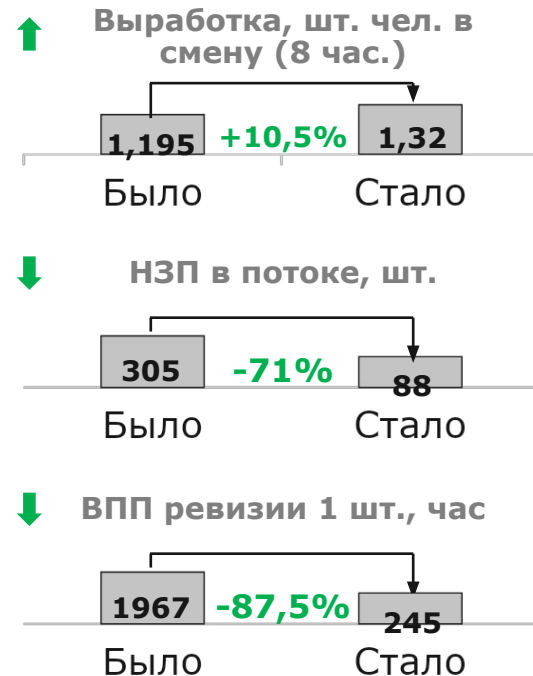 Выработка, шт. чел. в
смену (8 час.)
1,195 +10,5% 1,32
Было Стало
НЗП в потоке, шт.
305 -71% 88
Было Стало
ВПП ревизии 1 шт., час
1967 -87,5% 245
Было Стало